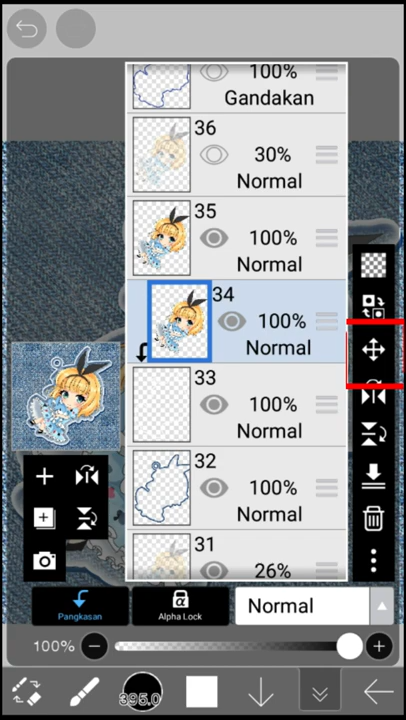 100%
Gandakan
36
30%
Normal
35
100%
Normal
34
100%
Normal
33
100%
Normal
32
100%
Normal
31
26%
Pangkasan
α
Alpha Lock
Normal
100%
395.0